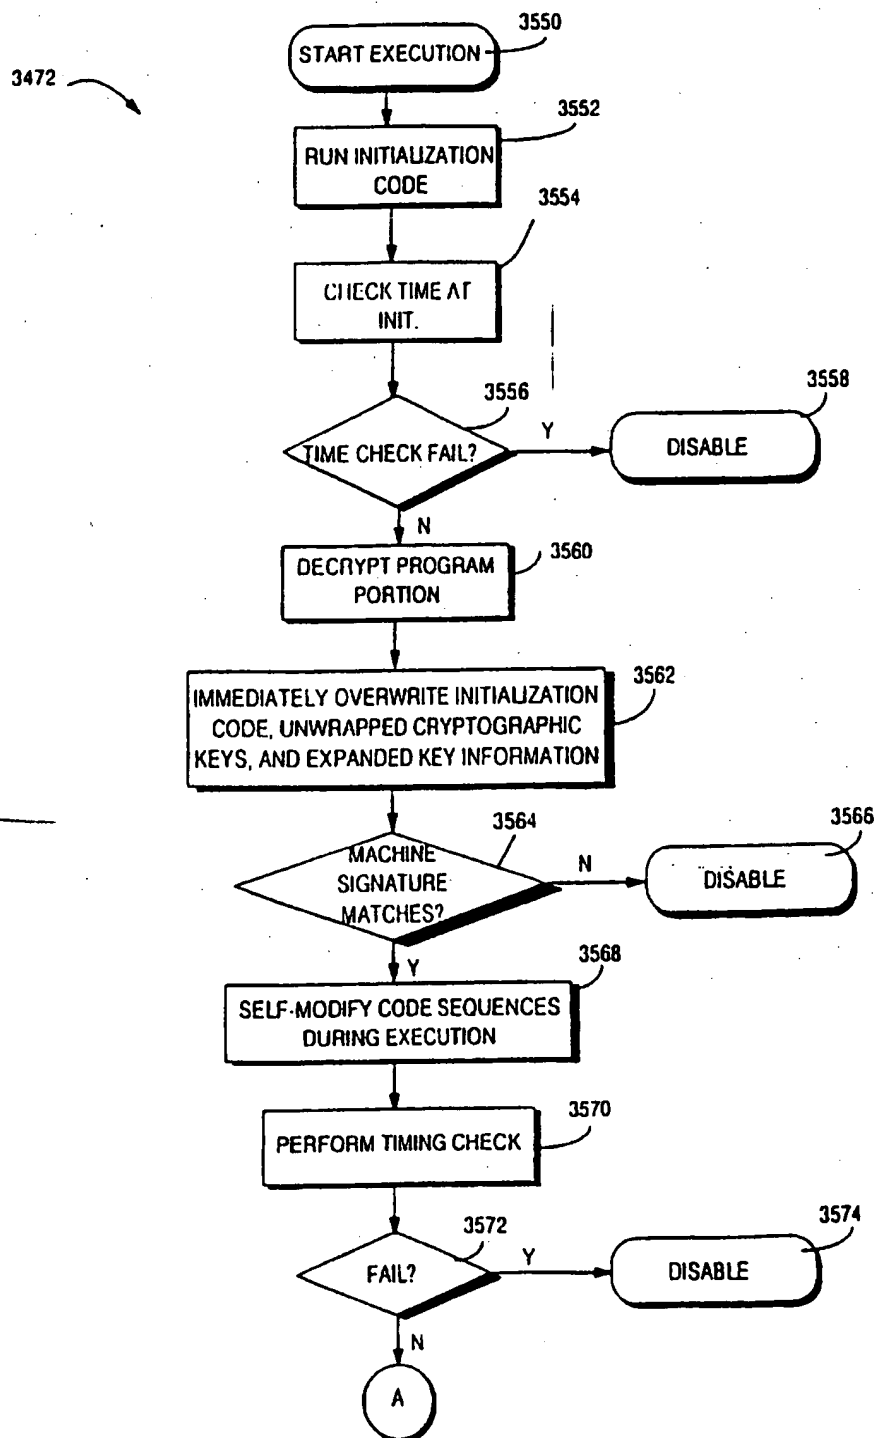 3550
START EXECUTION
3472
3552
RUN INITIALIZATION
CODE
3554
CHECK TIME AT
INIT.
3556
3558
TIME CHECK FAIL?
Y
DISABLE
N
3560
DECRYPT PROGRAM
PORTION
3562
IMMEDIATELY OVERWRITE INITIALIZATION
CODE, UNWRAPPED CRYPTOGRAPHIC
KEYS, AND EXPANDED KEY INFORMATION
3564
3566
MACHINE
SIGNATURE
MATCHES?
N
DISABLE
Y
3568
SELF-MODIFY CODE SEQUENCES
DURING EXECUTION
3570
PERFORM TIMING CHECK
3572
3574
FAIL?
Y
DISABLE
N
A